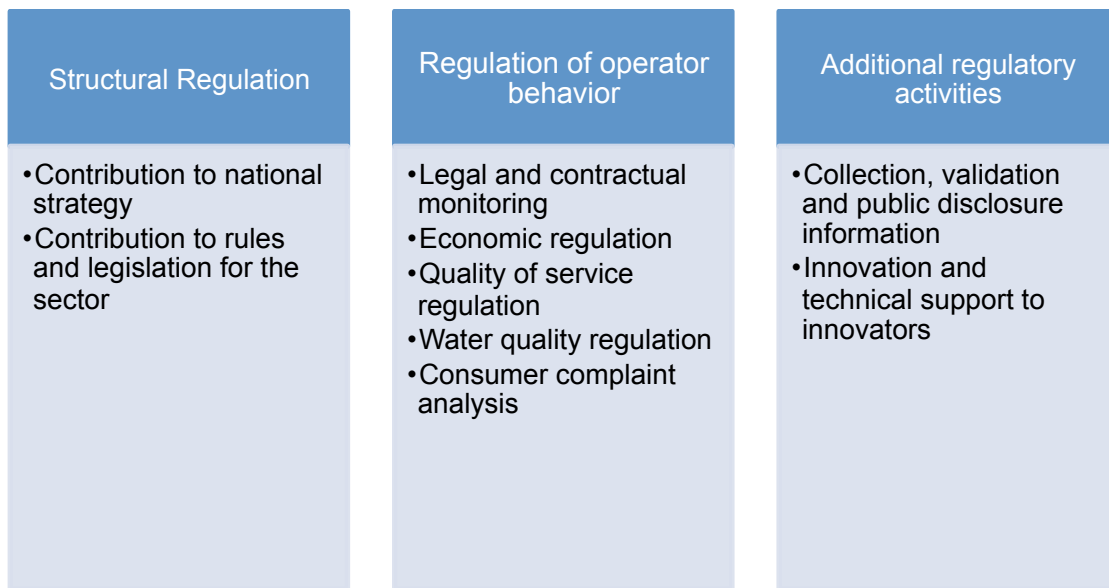 Structural Regulation
•Contribution to national
strategy
•Contribution to rules
and legislation for the
sector
Regulation of operator
behavior
•Legal and contractual
monitoring
•Economic regulation
•Quality of service
regulation
•Water quality regulation
•Consumer complaint
analysis
Additional regulatory
activities
•Collection, validation
and public disclosure
information
•Innovation and
technical support to
innovators